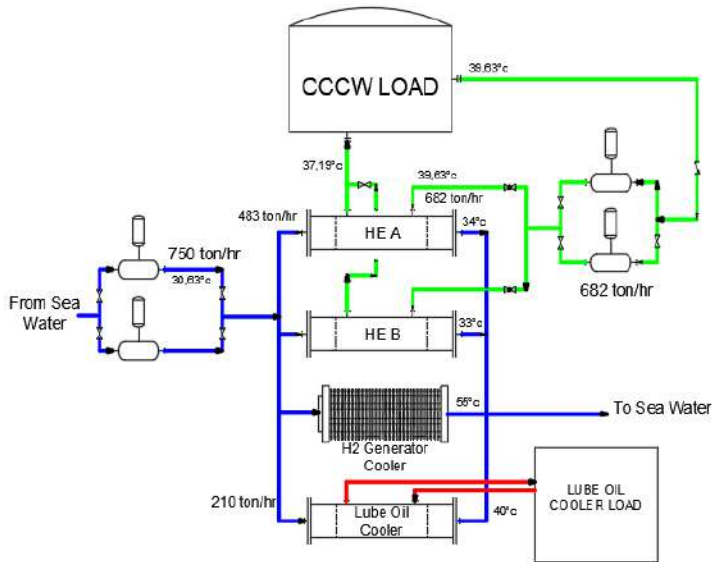 39,63°c
CCCW LOAD
37,19°c
39,63°c
682 ton/hr
483 ton/hr
34°c
HE A
750 ton/hr
30,63°c
682 ton/hr
From Sea
Water
33°c
HE B
55°c
To Sea Water
H2 Generator
Cooler
210 ton/hr
Lube Oil
Cooler
40°c
LUBE OIL
COOLER LOAD